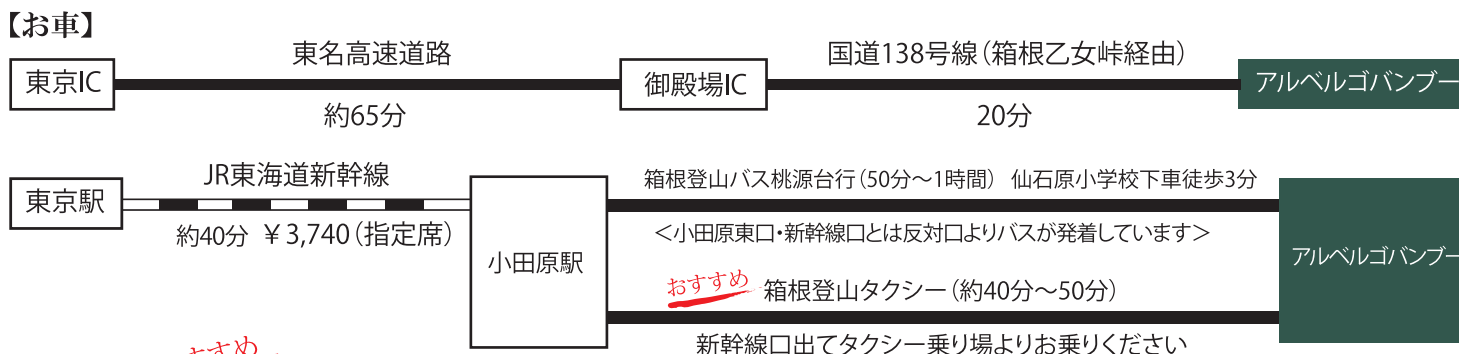 【お車】
東京IC
東名高速道路
約65分
御殿場IC
国道138号線（箱根乙女峠経由）
20分
アルベルゴバンブー
東京駅
JR東海道新幹線
約40分 ￥3,740（指定席）
小田原駅
箱根登山バス桃源台行（50分～1時間） 仙石原小学校下車徒歩3分
＜小田原東口・新幹線口とは反対口よりバスが発着しています＞
おすすめ 箱根登山タクシー（約40分～50分）
新幹線口出てタクシー乗り場よりお乗りください
アルベルゴバンブー
すすめ